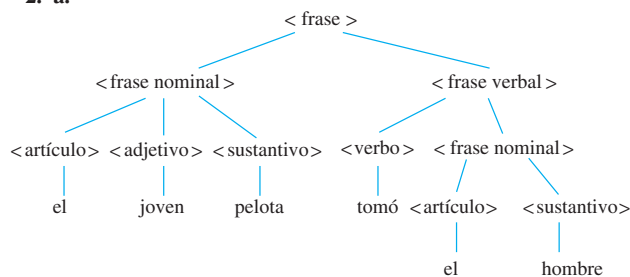 2. a.
<frase>
<frase nominal> <frase verbal>
<artículo> <adjetivo> <sustantivo> <verbo> <frase nominal>
el joven pelota tomó <artículo> <sustantivo>
el hombre